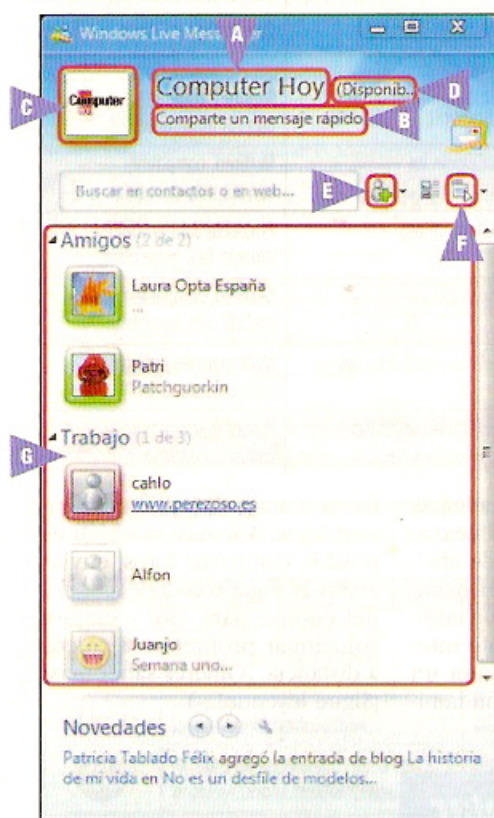 Windows Live Mess
A
Computer
C
Computer Hoy (Disponib...
D
Comparte un mensaje rápido
B
Buscar en contactos o en web...
E
F
Amigos (2 de 2)
Laura Opta España
...
Patri
Patchguorkin
Trabajo (1 de 3)
G
cahlo
www.perezoso.es
Alfon
Juanjo
Semana uno...
Novedades
Patricia Tablado Félix agregó la entrada de blog La historia
de mi vida en No es un desfile de modelos...